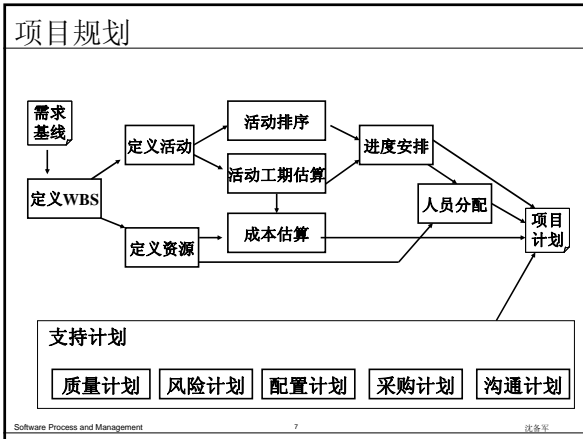 项目规划
需求
基线
定义WBS
定义活动
定义资源
活动排序
活动工期估算
成本估算
进度安排
人员分配
项目
计划
支持计划
质量计划
风险计划
配置计划
采购计划
沟通计划
Software Process and Management
7
沈备军